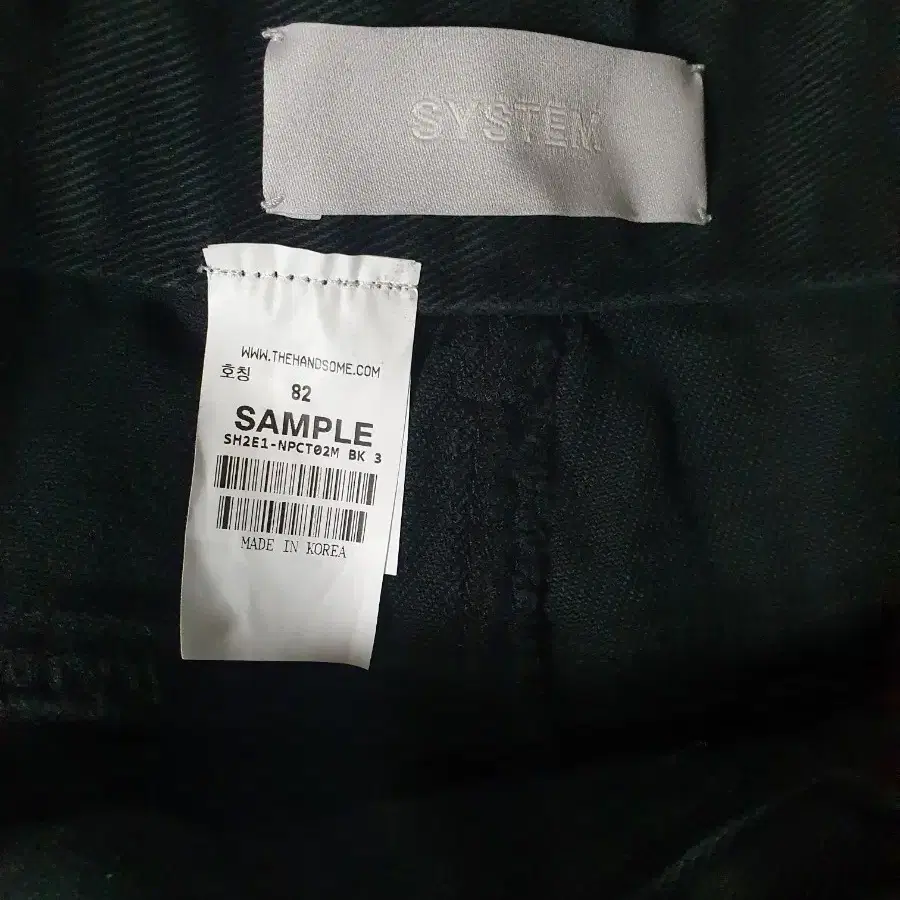 SYSTEM
WWW.THEHANDSOME.COM
호칭
82
SAMPLE
SH2E1-NPCT02M BK 3
MADE IN KOREA